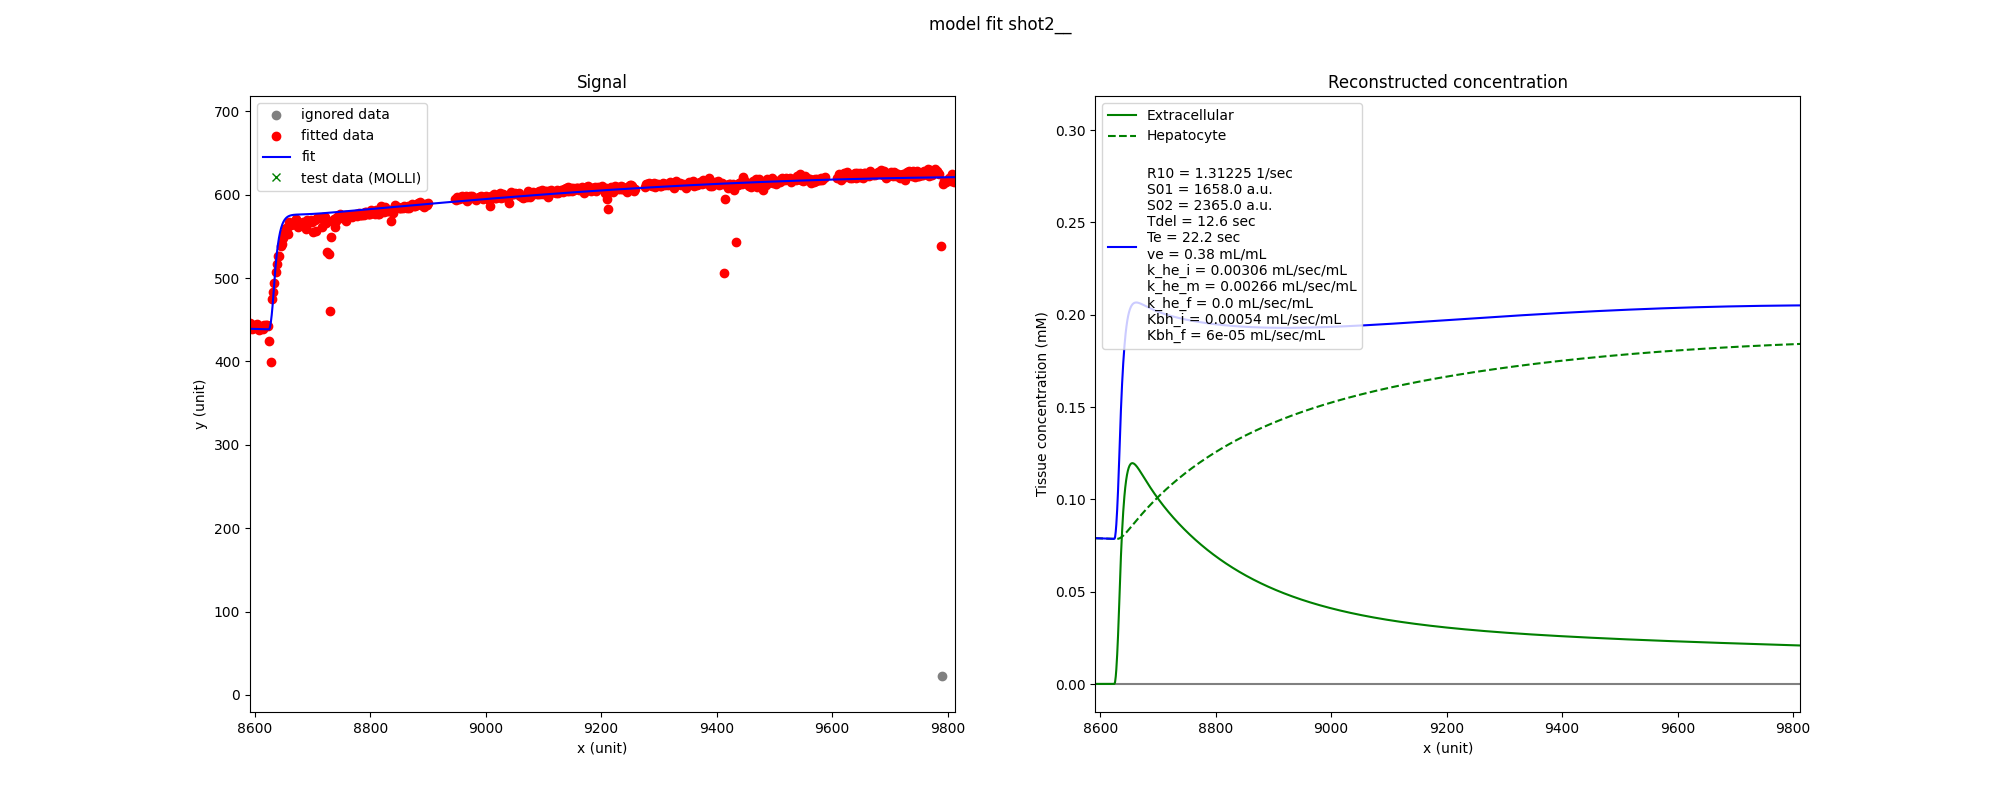 model fit shot2__
Signal
700
600
500
400
300
200
100
0
y (unit)
8600 8800 9000 9200 9400 9600 9800
x (unit)
ignored data
fitted data
fit
test data (MOLLI)
Reconstructed concentration
0.30
0.25
0.20
0.15
0.10
0.05
0.00
Tissue concentration (mM)
8600 8800 9000 9200 9400 9600 9800
x (unit)
Extracellular
Hepatocyte
R10 = 1.31225 1/sec
S01 = 1658.0 a.u.
S02 = 2365.0 a.u.
Tdel = 12.6 sec
Te = 22.2 sec
ve = 0.38 mL/mL
k_he_i = 0.00306 mL/sec/mL
k_he_m = 0.00266 mL/sec/mL
k_he_f = 0.0 mL/sec/mL
Kbh_i = 0.00054 mL/sec/mL
Kbh_f = 6e-05 mL/sec/mL